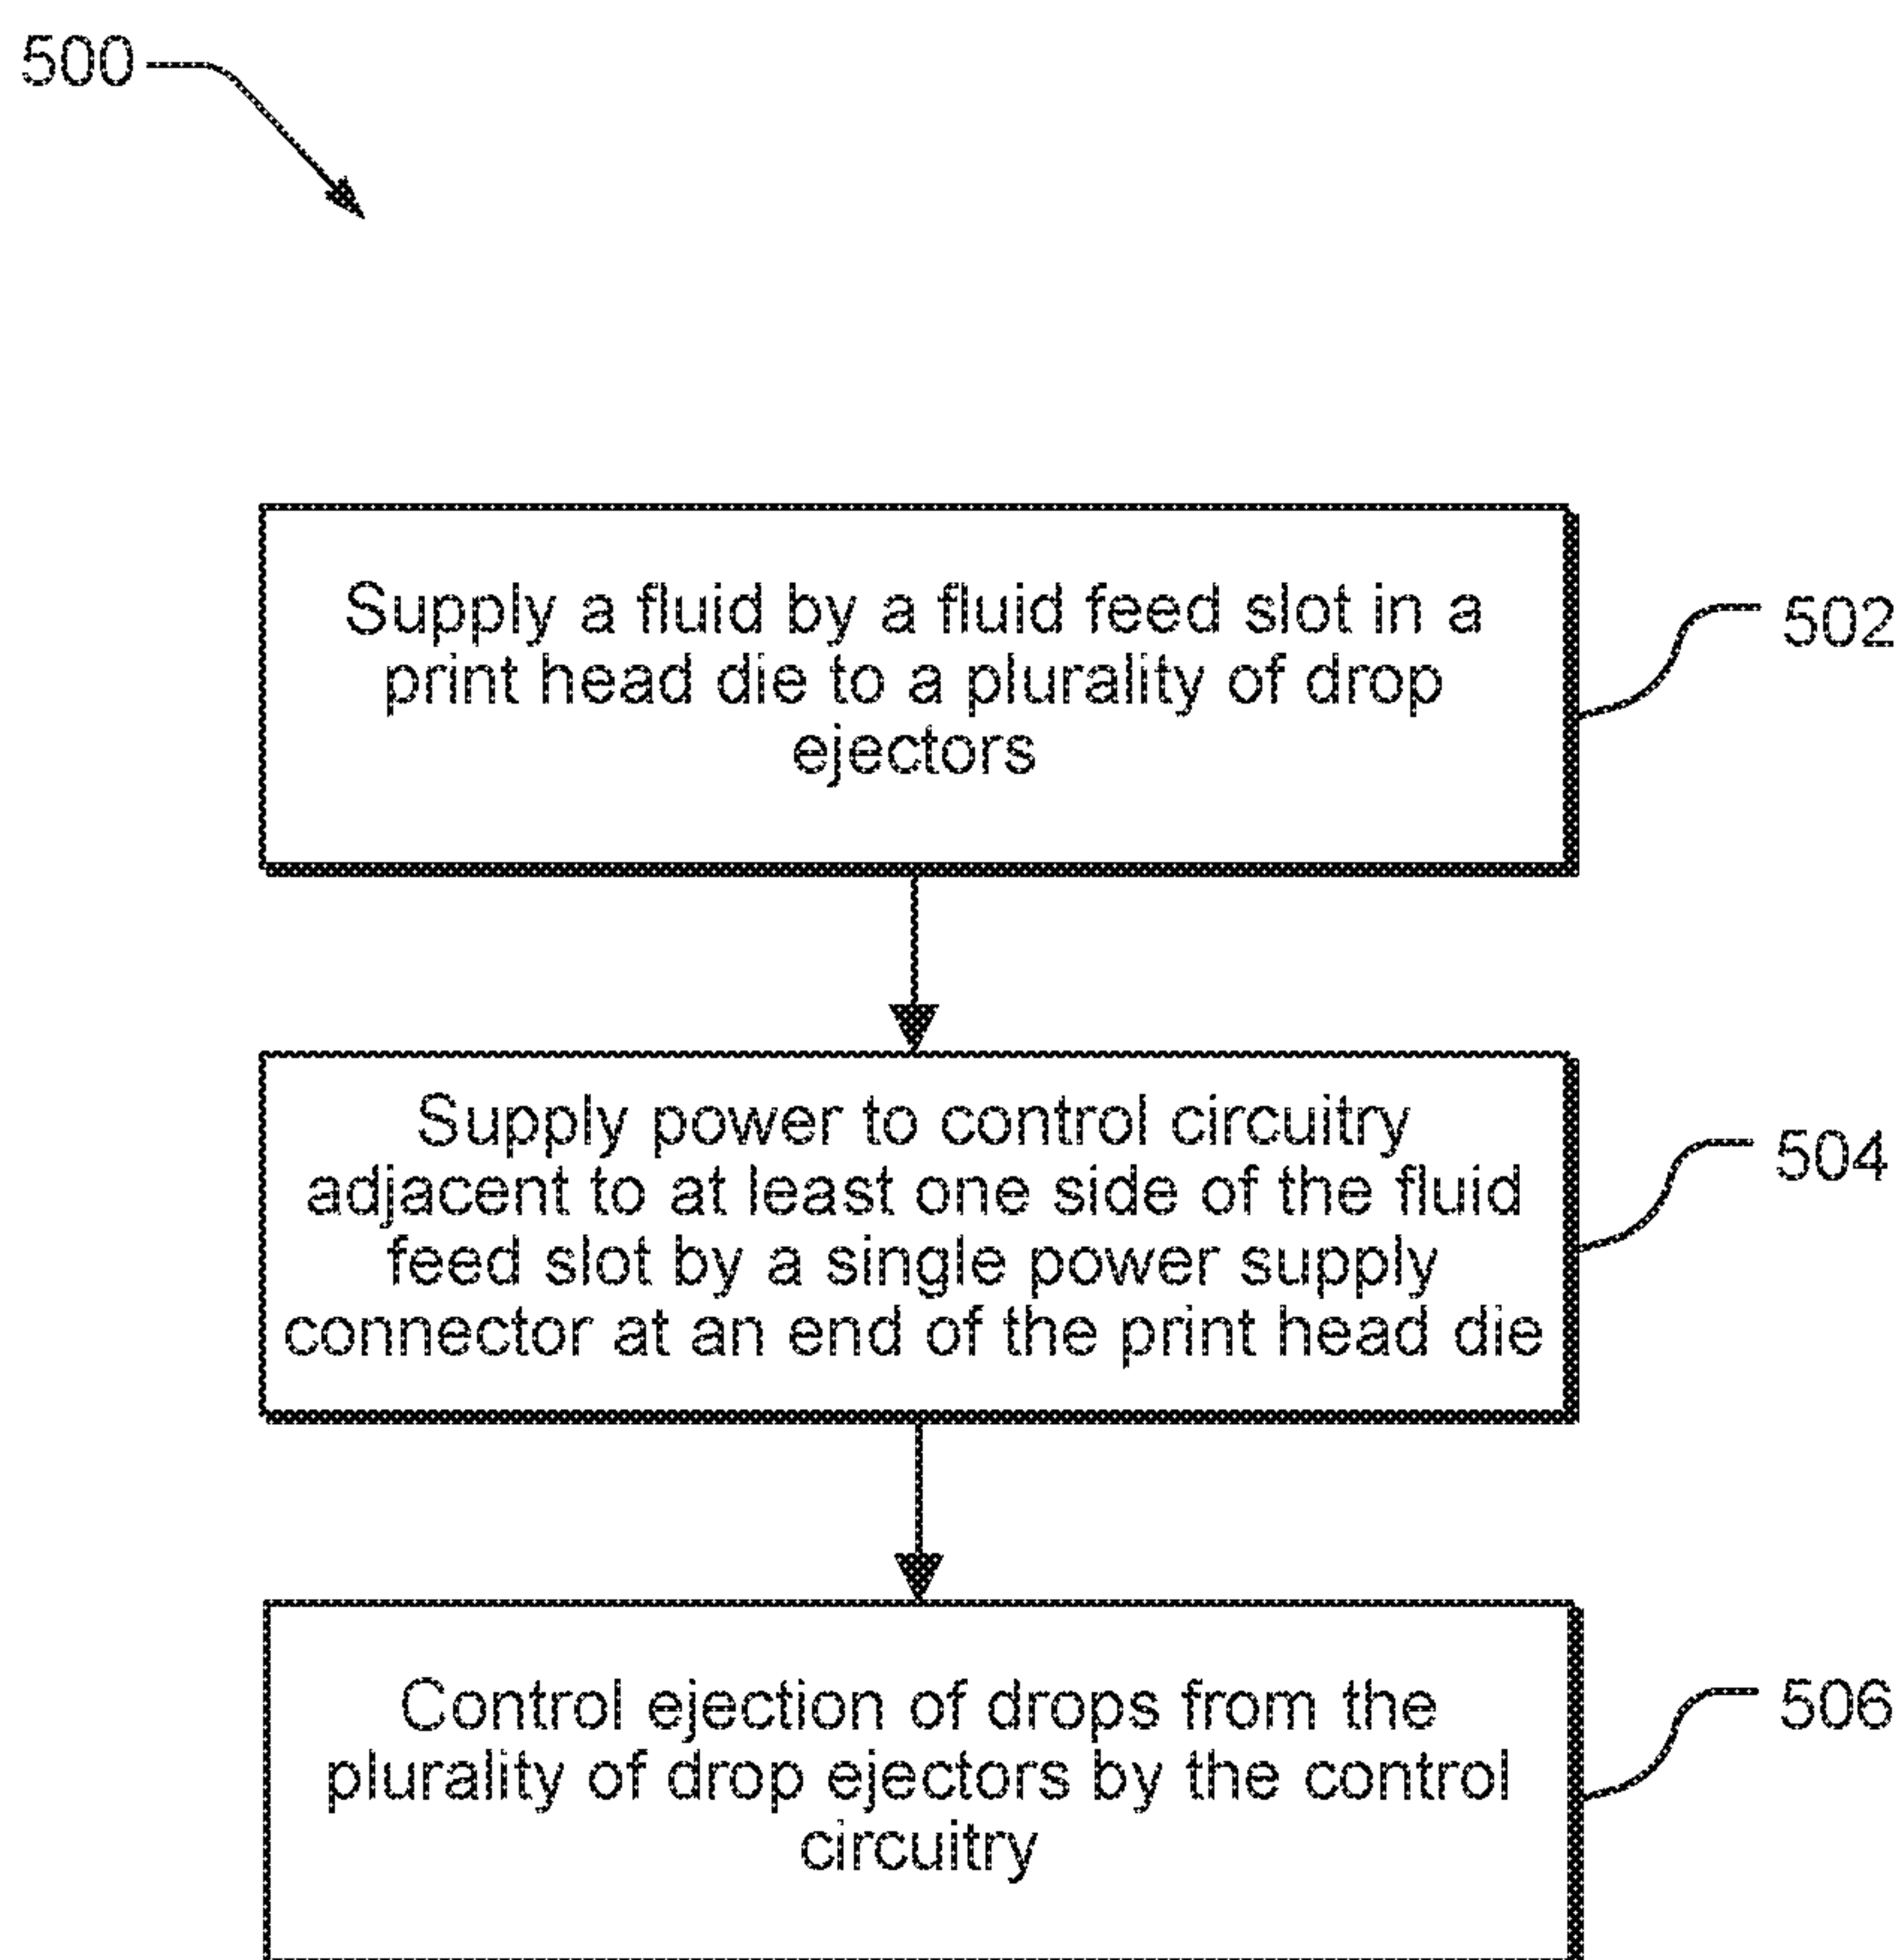 500
Supply a fluid by a fluid feed slot in a
print head die to a plurality of drop
ejectors
502
Supply power to control circuitry
adjacent to at least one side of the fluid
feed slot by a single power supply
connector at an end of the print head die
504
Control ejection of drops from the
plurality of drop ejectors by the control
circuitry
506